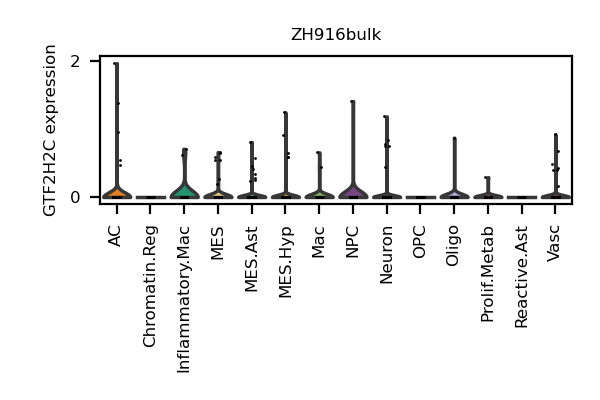 ZH916bulk
GTF2H2C expression
2
0
AC
Chromatin.Reg
Inflammatory.Mac
MES
MES.Ast
MES.Hyp
Mac
NPC
Neuron
OPC
Oligo
Prolif.Metab
Reactive.Ast
Vasc